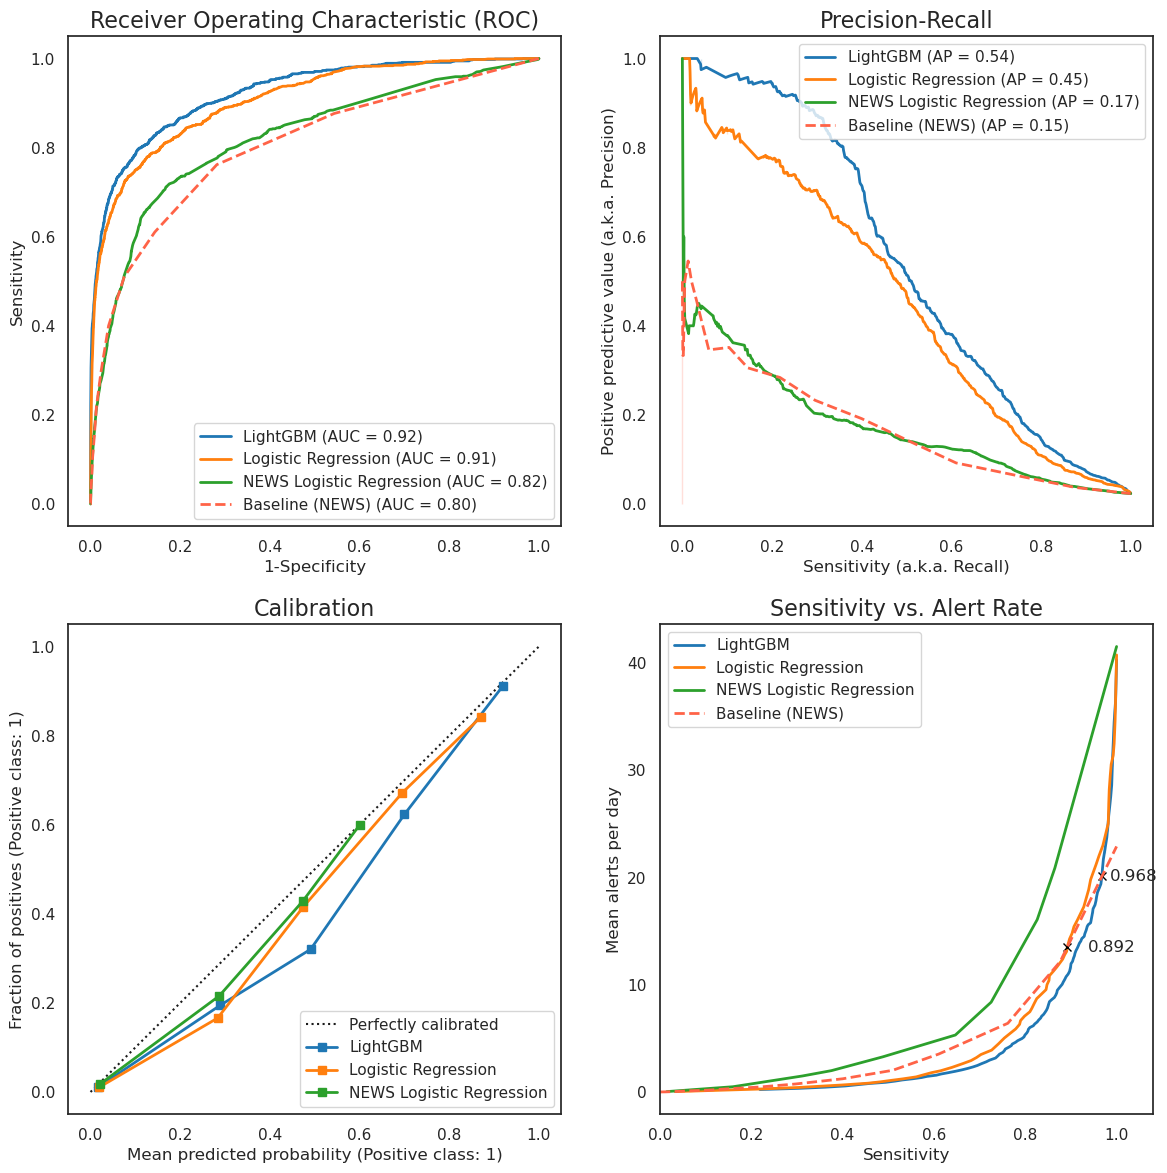 Receiver Operating Characteristic (ROC)
1.0
0.8
0.6
0.4
0.2
0.0
Sensitivity
LightGBM (AUC = 0.92)
Logistic Regression (AUC = 0.91)
NEWS Logistic Regression (AUC = 0.82)
Baseline (NEWS) (AUC = 0.80)
0.0 0.2 0.4 0.6 0.8 1.0
1-Specificity
Precision-Recall
1.0
0.8
0.6
0.4
0.2
0.0
Positive predictive value (a.k.a. Precision)
LightGBM (AP = 0.54)
Logistic Regression (AP = 0.45)
NEWS Logistic Regression (AP = 0.17)
Baseline (NEWS) (AP = 0.15)
0.0 0.2 0.4 0.6 0.8 1.0
Sensitivity (a.k.a. Recall)
Calibration
1.0
0.8
0.6
0.4
0.2
0.0
Fraction of positives (Positive class: 1)
Perfectly calibrated
LightGBM
Logistic Regression
NEWS Logistic Regression
0.0 0.2 0.4 0.6 0.8 1.0
Mean predicted probability (Positive class: 1)
Sensitivity vs. Alert Rate
40
30
20
10
0
Mean alerts per day
LightGBM
Logistic Regression
NEWS Logistic Regression
Baseline (NEWS)
0.968
0.892
0.0 0.2 0.4 0.6 0.8 1.0
Sensitivity